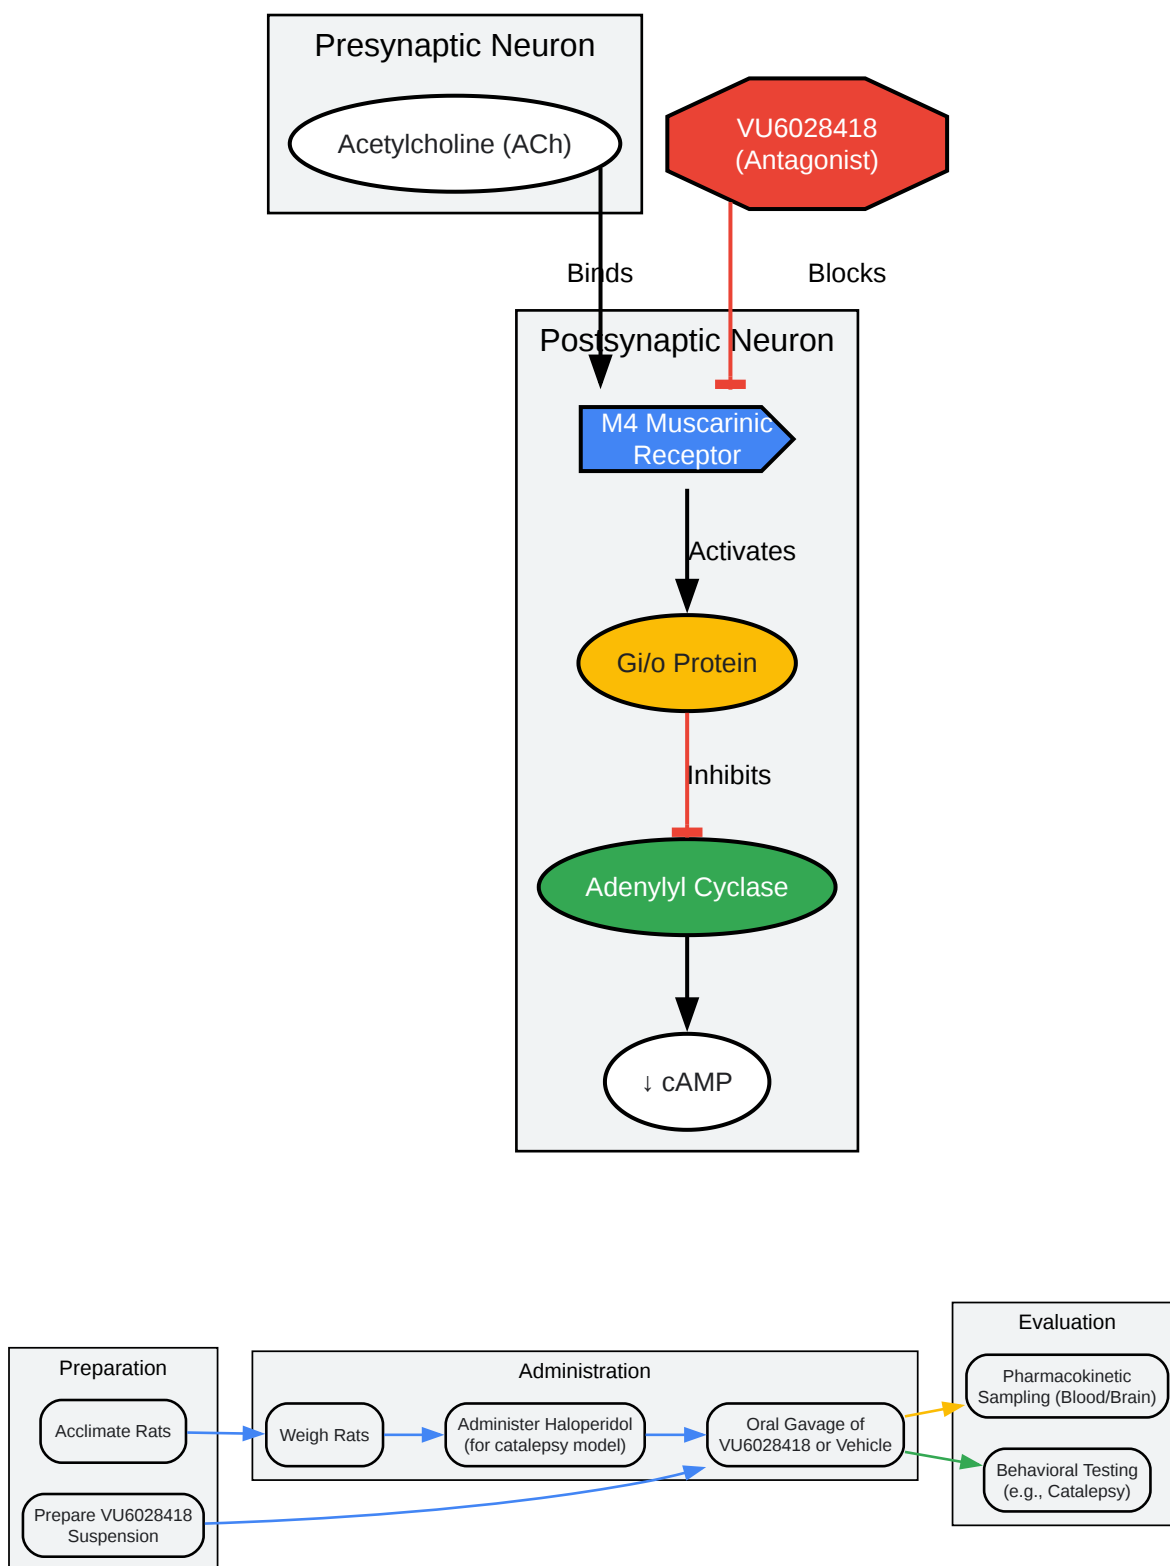 Presynaptic Neuron
Acetylcholine (ACh)
VU6028418
(Antagonist)
Binds
Blocks
Postsynaptic Neuron
M4 Muscarinic
Receptor
Activates
Gi/o Protein
Inhibits
Adenylyl Cyclase
↓ cAMP
Preparation
Acclimate Rats
Prepare VU6028418
Suspension
Administration
Weigh Rats
Administer Haloperidol
(for catalepsy model)
Oral Gavage of
VU6028418 or Vehicle
Evaluation
Pharmacokinetic
Sampling (Blood/Brain)
Behavioral Testing
(e.g., Catalepsy)